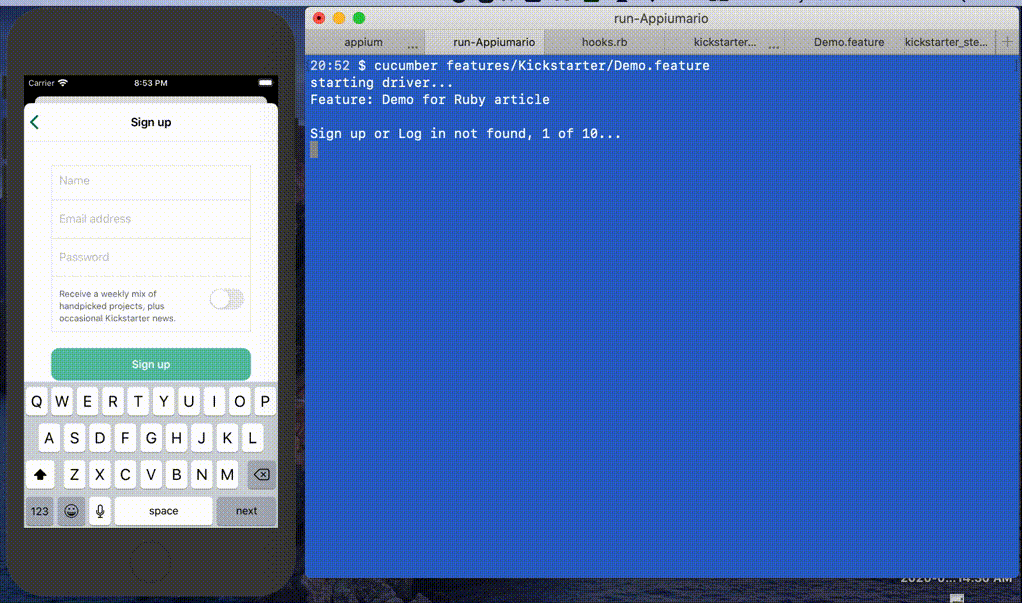 Carrier
8:53 PM
Sign up
Name
Email address
Password
Receive a weekly mix of
handpicked projects, plus
occasional Kickstarter news.
Sign up
Q W E R T Y U I O P
A S D F G H J K L
Z X C V B N M
123
space
next
run-Appiumario
appium ...
run-Appiumario
hooks.rb
kickstarter... ...
Demo.feature
kickstarter_ste...
20:52 $ cucumber features/Kickstarter/Demo.feature
starting driver...
Feature: Demo for Ruby article
Sign up or Log in not found, 1 of 10...